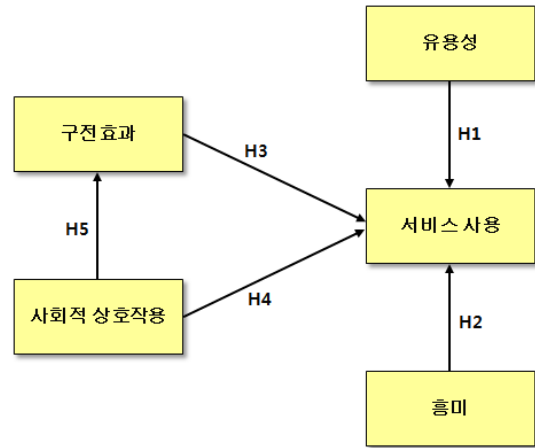 유용성
구전효과
H3
H1
H5
서비스 사용
사회적 상호작용
H4
H2
흥미